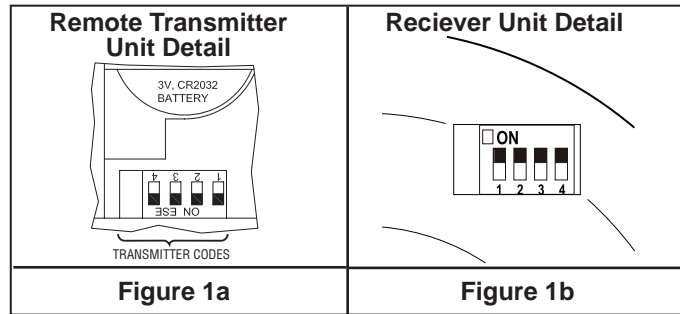 Remote Transmitter
Unit Detail
3V, CR2032
BATTERY
4 3 2 1
ON ESE
TRANSMITTER CODES
Figure 1a
Reciever Unit Detail
ON
1 2 3 4
Figure 1b